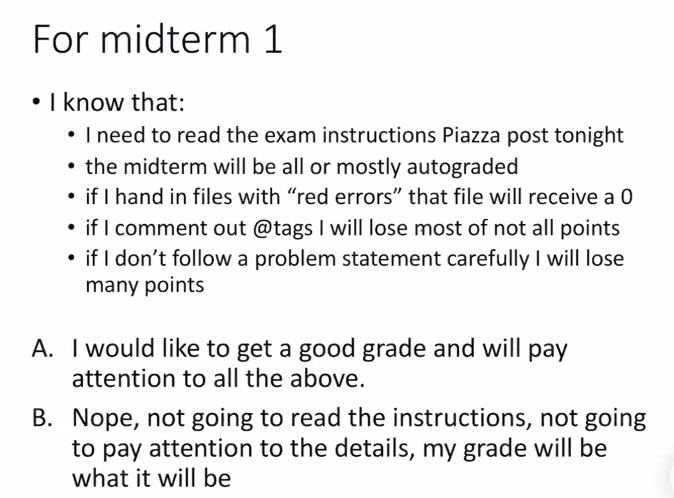 For midterm 1
• I know that:
• I need to read the exam instructions Piazza post tonight
• the midterm will be all or mostly autograded
• if I hand in files with “red errors” that file will receive a 0
• if I comment out @tags I will lose most of not all points
• if I don’t follow a problem statement carefully I will lose
many points
A. I would like to get a good grade and will pay
attention to all the above.
B. Nope, not going to read the instructions, not going
to pay attention to the details, my grade will be
what it will be